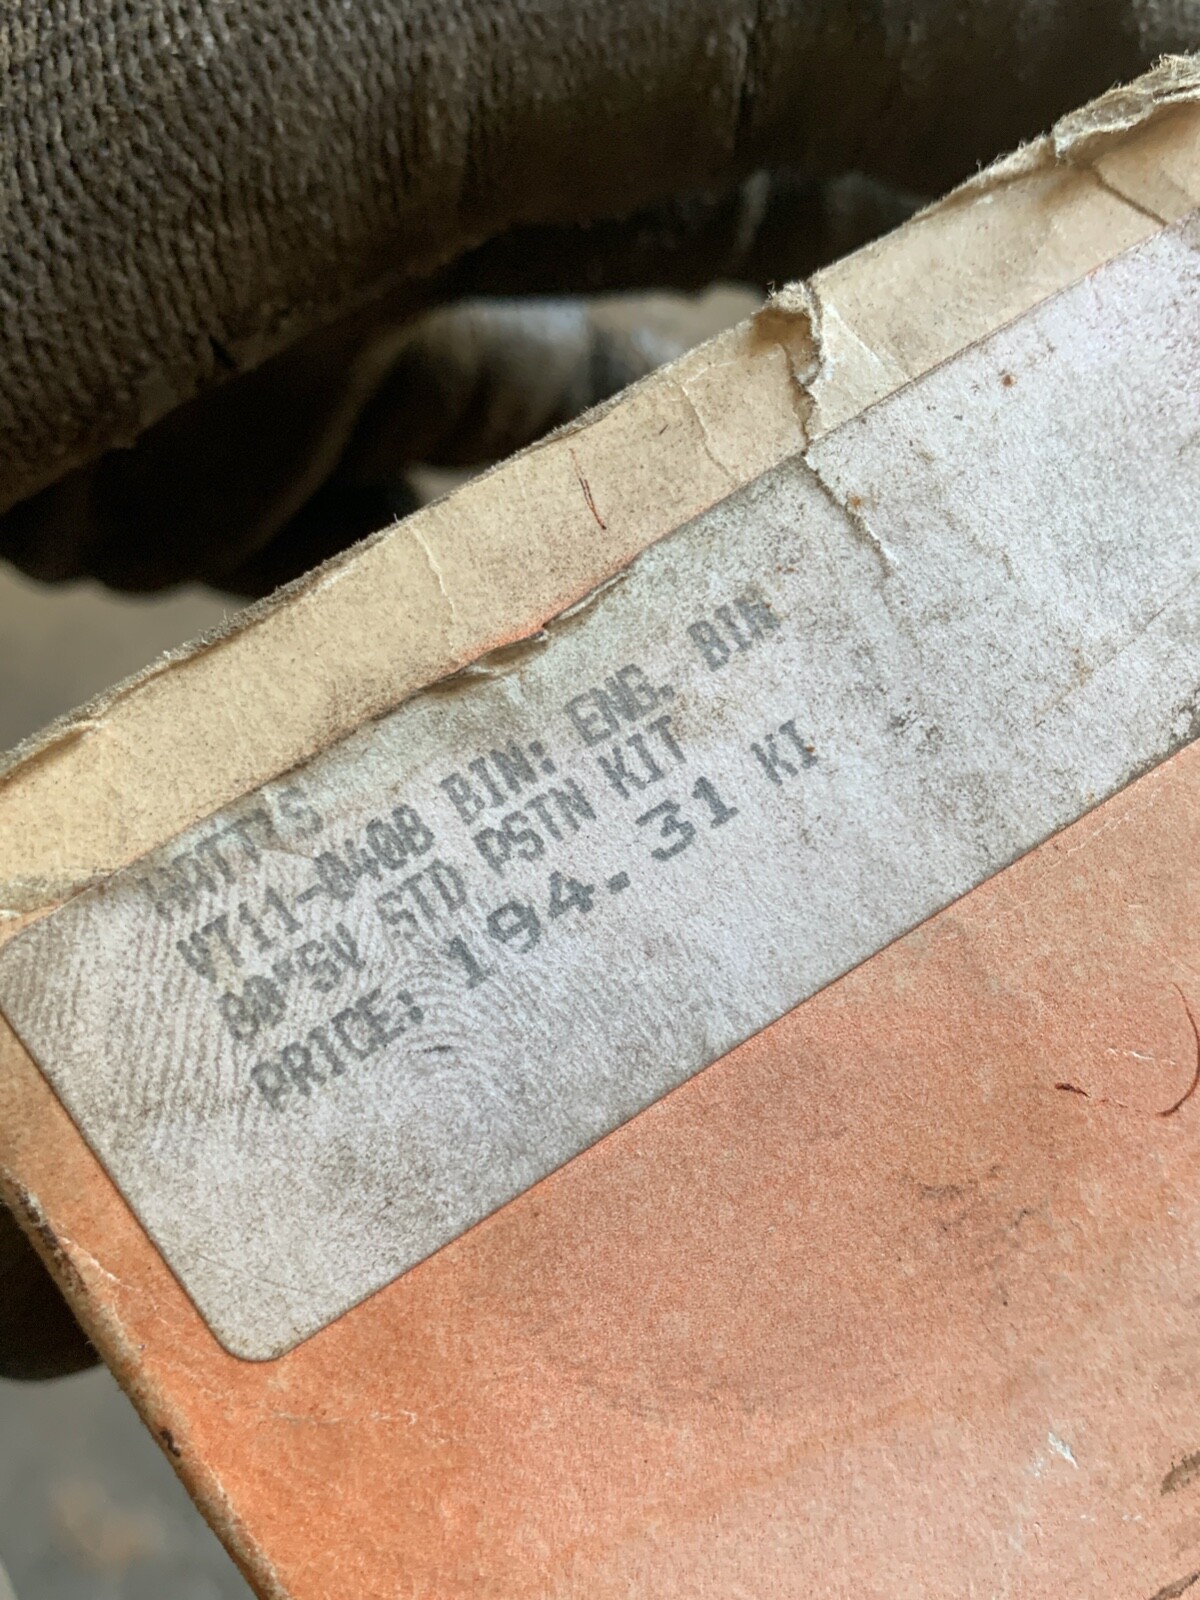 VT11-0408 BIN: ENG. BIN
80"SV STD PSTN KIT
PRICE: 194.31 KI